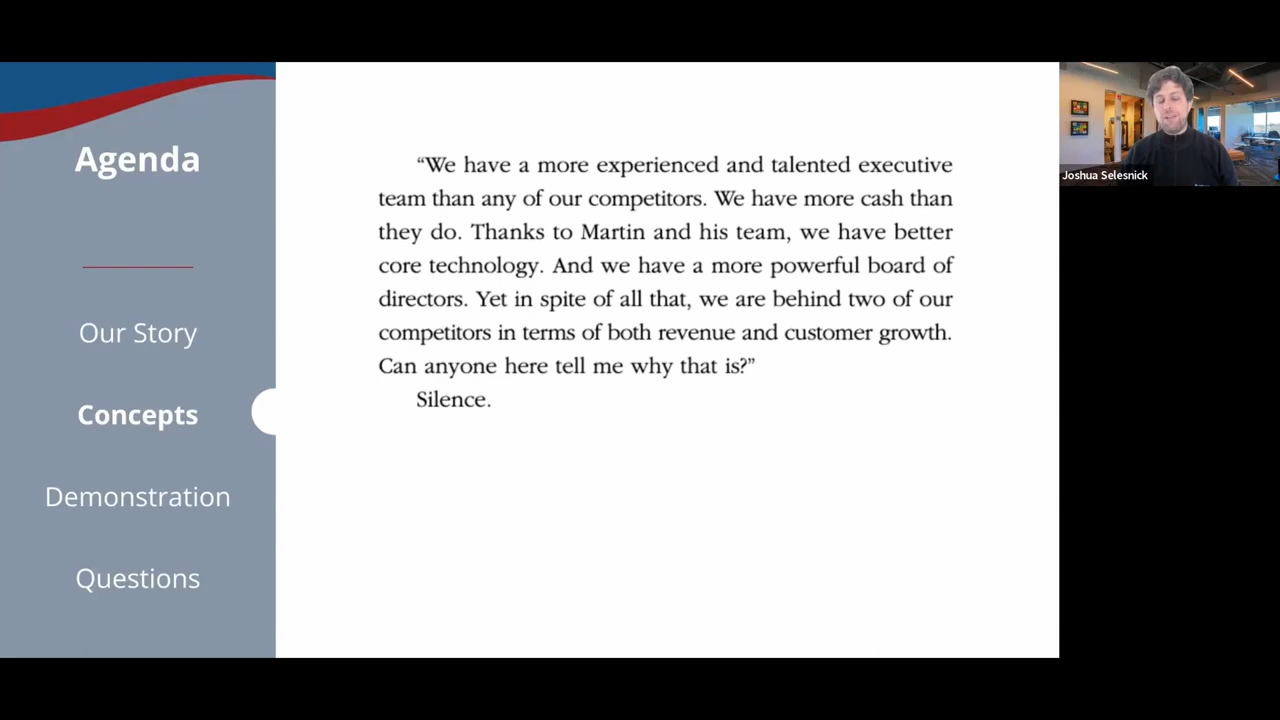 Agenda
Our Story
Concepts
Demonstration
Questions
“We have a more experienced and talented executive
team than any of our competitors. We have more cash than
they do. Thanks to Martin and his team, we have better
core technology. And we have a more powerful board of
directors. Yet in spite of all that, we are behind two of our
competitors in terms of both revenue and customer growth.
Can anyone here tell me why that is?”
Silence.
Joshua Selesnick